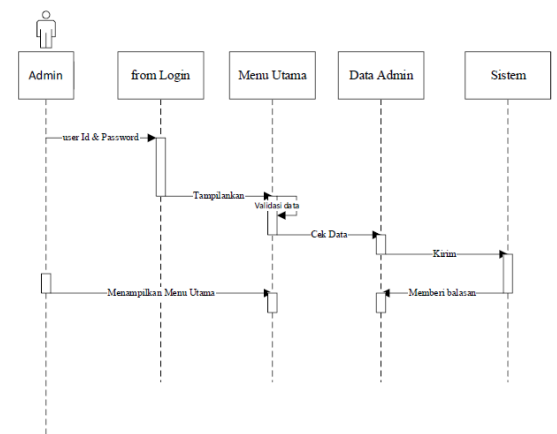 Admin
from Login
Menu Utama
Data Admin
Sistem
user Id & Password
Tampilankan
Validasi data
Cek Data
Kirim
Menampilkan Menu Utama
Memberi balasan